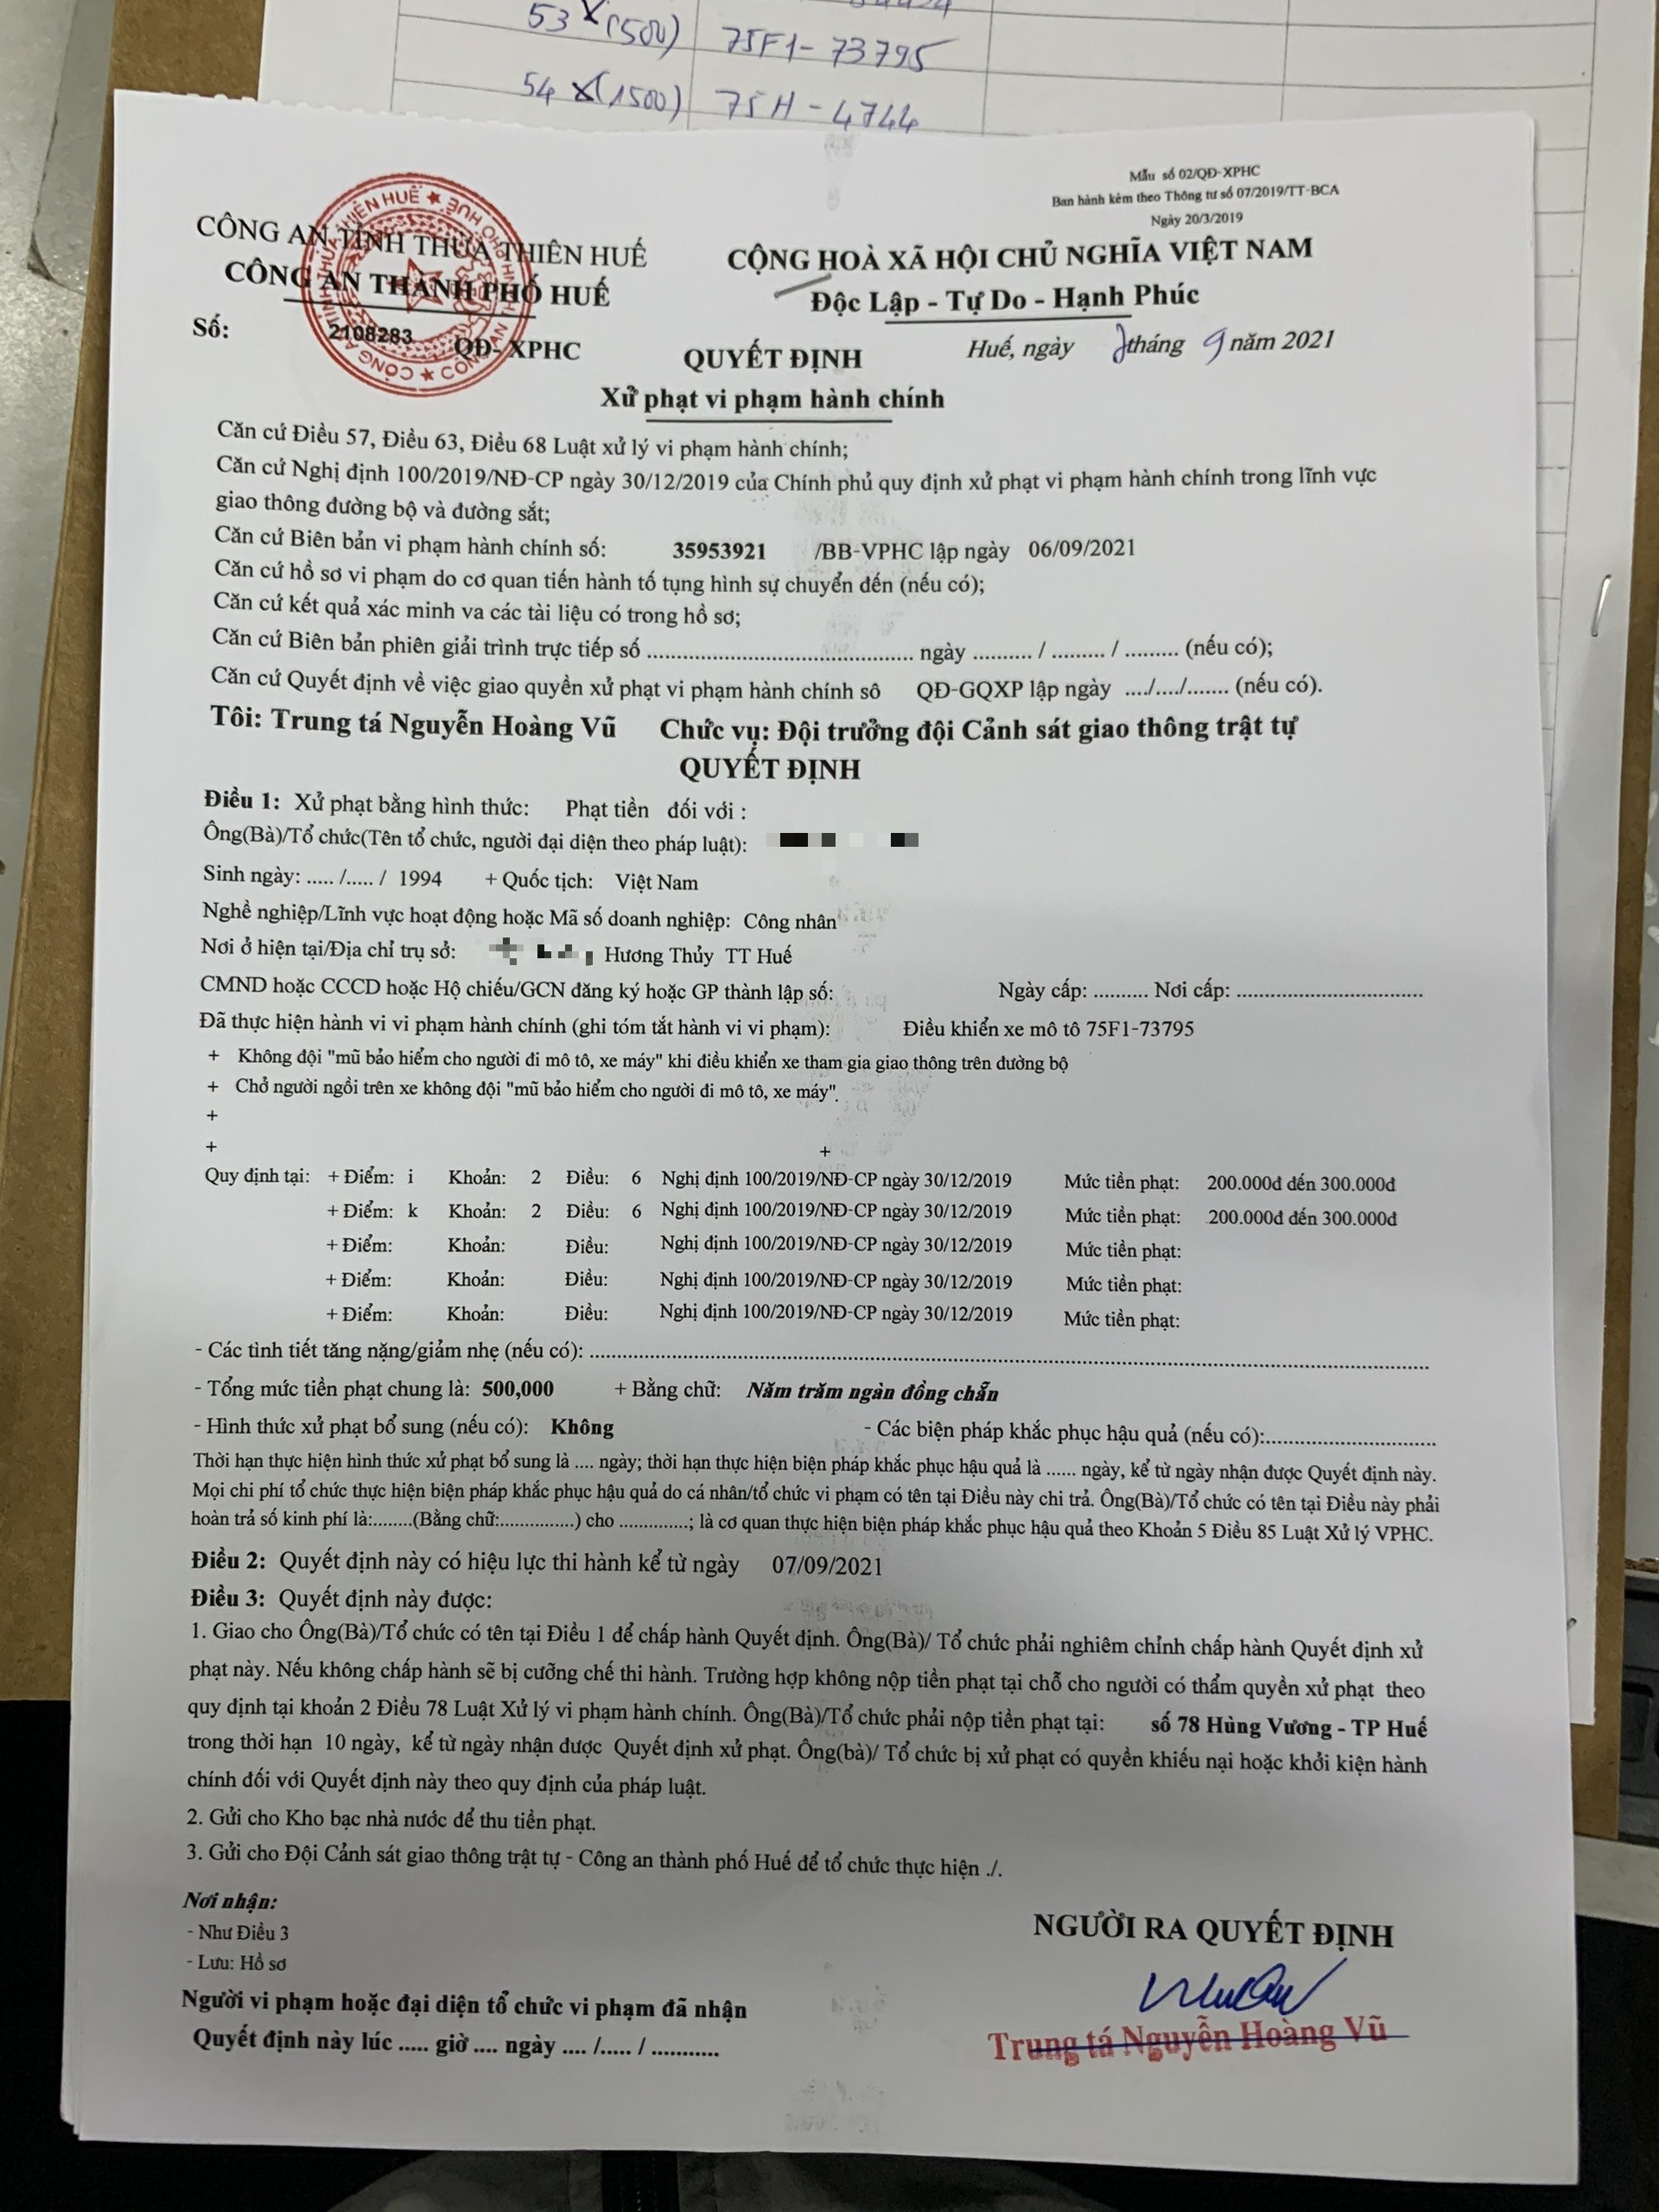 53 x (500) 75F1-73795
54 x (1500) 75H-4744
Mẫu số 02/QĐ-XPHC
Ban hành kèm theo Thông tư số 07/2019/TT-BCA
Ngày 20/3/2019
CÔNG AN TỈNH THỪA THIÊN HUẾ
CÔNG AN THÀNH PHỐ HUẾ
CỘNG HOÀ XÃ HỘI CHỦ NGHĨA VIỆT NAM
Độc Lập - Tự Do - Hạnh Phúc
Số: 2108283 QĐ- XPHC
Huế, ngày 7 tháng 9 năm 2021
QUYẾT ĐỊNH
Xử phạt vi phạm hành chính
Căn cứ Điều 57, Điều 63, Điều 68 Luật xử lý vi phạm hành chính;
Căn cứ Nghị định 100/2019/NĐ-CP ngày 30/12/2019 của Chính phủ quy định xử phạt vi phạm hành chính trong lĩnh vực
giao thông đường bộ và đường sắt;
Căn cứ Biên bản vi phạm hành chính số: 35953921 /BB-VPHC lập ngày 06/09/2021
Căn cứ hồ sơ vi phạm do cơ quan tiến hành tố tụng hình sự chuyển đến (nếu có);
Căn cứ kết quả xác minh va các tài liệu có trong hồ sơ;
Căn cứ Biên bản phiên giải trình trực tiếp số ............................................ ngày .......... / ......... / ......... (nếu có);
Căn cứ Quyết định về việc giao quyền xử phạt vi phạm hành chính sô QĐ-GQXP lập ngày ..../..../....... (nếu có).
Tôi: Trung tá Nguyễn Hoàng Vũ Chức vụ: Đội trưởng đội Cảnh sát giao thông trật tự
QUYẾT ĐỊNH
Điều 1: Xử phạt bằng hình thức: Phạt tiền đối với :
Ông(Bà)/Tổ chức(Tên tổ chức, người đại diện theo pháp luật):
Sinh ngày: ..... /..... / 1994 + Quốc tịch: Việt Nam
Nghề nghiệp/Lĩnh vực hoạt động hoặc Mã số doanh nghiệp: Công nhân
Nơi ở hiện tại/Địa chỉ trụ sở: Hương Thủy TT Huế
CMND hoặc CCCD hoặc Hộ chiếu/GCN đăng ký hoặc GP thành lập số: Ngày cấp: .......... Nơi cấp: ...............................
Đã thực hiện hành vi vi phạm hành chính (ghi tóm tắt hành vi vi phạm): Điều khiển xe mô tô 75F1-73795
+ Không đội "mũ bảo hiểm cho người đi mô tô, xe máy" khi điều khiển xe tham gia giao thông trên đường bộ
+ Chở người ngồi trên xe không đội "mũ bảo hiểm cho người đi mô tô, xe máy".
+
+ +
Quy định tại: + Điểm: i Khoản: 2 Điều: 6 Nghị định 100/2019/NĐ-CP ngày 30/12/2019 Mức tiền phạt: 200.000đ đến 300.000đ
+ Điểm: k Khoản: 2 Điều: 6 Nghị định 100/2019/NĐ-CP ngày 30/12/2019 Mức tiền phạt: 200.000đ đến 300.000đ
+ Điểm: Khoản: Điều: Nghị định 100/2019/NĐ-CP ngày 30/12/2019 Mức tiền phạt:
+ Điểm: Khoản: Điều: Nghị định 100/2019/NĐ-CP ngày 30/12/2019 Mức tiền phạt:
+ Điểm: Khoản: Điều: Nghị định 100/2019/NĐ-CP ngày 30/12/2019 Mức tiền phạt:
- Các tình tiết tăng nặng/giảm nhẹ (nếu có): ...............................................................................................
- Tổng mức tiền phạt chung là: 500,000 + Bằng chữ: Năm trăm ngàn đồng chẵn
- Hình thức xử phạt bổ sung (nếu có): Không - Các biện pháp khắc phục hậu quả (nếu có):............................
Thời hạn thực hiện hình thức xử phạt bổ sung là .... ngày; thời hạn thực hiện biện pháp khắc phục hậu quả là ...... ngày, kể từ ngày nhận được Quyết định này.
Mọi chi phí tổ chức thực hiện biện pháp khắc phục hậu quả do cá nhân/tổ chức vi phạm có tên tại Điều này chi trả. Ông(Bà)/Tổ chức có tên tại Điều này phải
hoàn trả số kinh phí là:........(Bằng chữ:...............) cho ..............; là cơ quan thực hiện biện pháp khắc phục hậu quả theo Khoản 5 Điều 85 Luật Xử lý VPHC.
Điều 2: Quyết định này có hiệu lực thi hành kể từ ngày 07/09/2021
Điều 3: Quyết định này được:
1. Giao cho Ông(Bà)/Tổ chức có tên tại Điều 1 để chấp hành Quyết định. Ông(Bà)/ Tổ chức phải nghiêm chỉnh chấp hành Quyết định xử
phạt này. Nếu không chấp hành sẽ bị cưỡng chế thi hành. Trường hợp không nộp tiền phạt tại chỗ cho người có thẩm quyền xử phạt theo
quy định tại khoản 2 Điều 78 Luật Xử lý vi phạm hành chính. Ông(Bà)/Tổ chức phải nộp tiền phạt tại: số 78 Hùng Vương - TP Huế
trong thời hạn 10 ngày, kể từ ngày nhận được Quyết định xử phạt. Ông(bà)/ Tổ chức bị xử phạt có quyền khiếu nại hoặc khởi kiện hành
chính đối với Quyết định này theo quy định của pháp luật.
2. Gửi cho Kho bạc nhà nước để thu tiền phạt.
3. Gửi cho Đội Cảnh sát giao thông trật tự - Công an thành phố Huế để tổ chức thực hiện ./.
Nơi nhận:
- Như Điều 3
- Lưu: Hồ sơ
NGƯỜI RA QUYẾT ĐỊNH
Người vi phạm hoặc đại diện tổ chức vi phạm đã nhận
Quyết định này lúc ..... giờ .... ngày .... /..... / ...........
Trung tá Nguyễn Hoàng Vũ